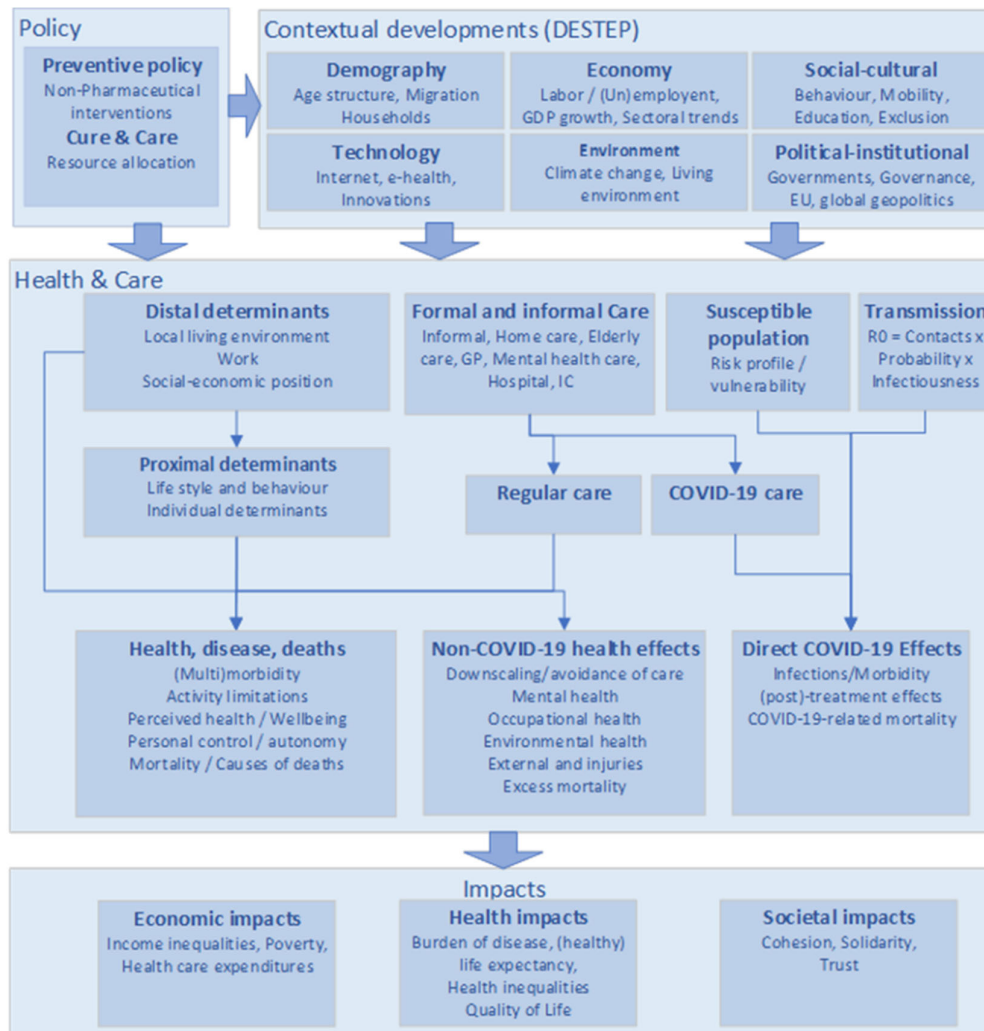 Policy
Preventive policy
Non-Pharmaceutical
interventions
Cure & Care
Resource allocation
Contextual developments (DESTEP)
Demography
Age structure, Migration
Households
Economy
Labor / (Un)employent,
GDP growth, Sectoral trends
Social-cultural
Behaviour, Mobility,
Education, Exclusion
Technology
Internet, e-health,
Innovations
Environment
Climate change, Living
environment
Political-institutional
Governments, Governance,
EU, global geopolitics
Health & Care
Distal determinants
Local living environment
Work
Social-economic position
Formal and informal Care
Informal, Home care, Elderly
care, GP, Mental health care,
Hospital, IC
Susceptible
population
Risk profile /
vulnerability
Transmission
R0 = Contacts x
Probability x
Infectiousness
Proximal determinants
Life style and behaviour
Individual determinants
Regular care
COVID-19 care
Health, disease, deaths
(Multi)morbidity
Activity limitations
Perceived health / Wellbeing
Personal control / autonomy
Mortality / Causes of deaths
Non-COVID-19 health effects
Downscaling/avoidance of care
Mental health
Occupational health
Environmental health
External and injuries
Excess mortality
Direct COVID-19 Effects
Infections/Morbidity
(post)-treatment effects
COVID-19-related mortality
Impacts
Economic impacts
Income inequalities, Poverty,
Health care expenditures
Health impacts
Burden of disease, (healthy)
life expectancy,
Health inequalities
Quality of Life
Societal impacts
Cohesion, Solidarity,
Trust